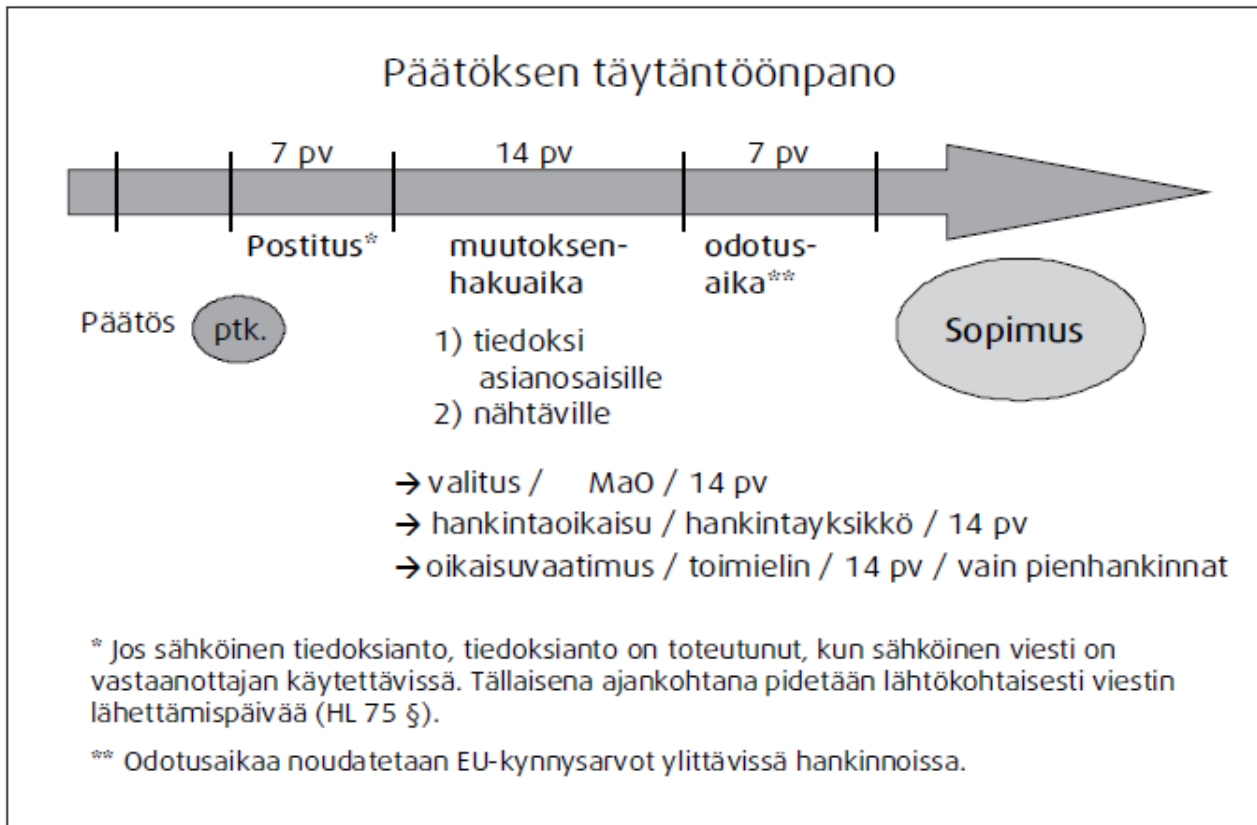 Päätöksen täytäntöönpano
7 pv
14 pv
7 pv
Postitus*
muutoksen-
hakuaika
odotus-
aika**
Päätös
ptk.
1) tiedoksi
asianosaisille
2) nähtäville
Sopimus
→ valitus / MaO / 14 pv
→ hankintaoikaisu / hankintayksikkö / 14 pv
→ oikaisuvaatimus / toimielin / 14 pv / vain pienhankinnat
* Jos sähköinen tiedoksianto, tiedoksianto on toteutunut, kun sähköinen viesti on
vastaanottajan käytettävissä. Tällaisena ajankohtana pidetään lähtökohtaisesti viestin
lähettämispäivää (HL 75 §).
** Odotusaikaa noudatetaan EU-kynnysarvot ylittävissä hankinnoissa.